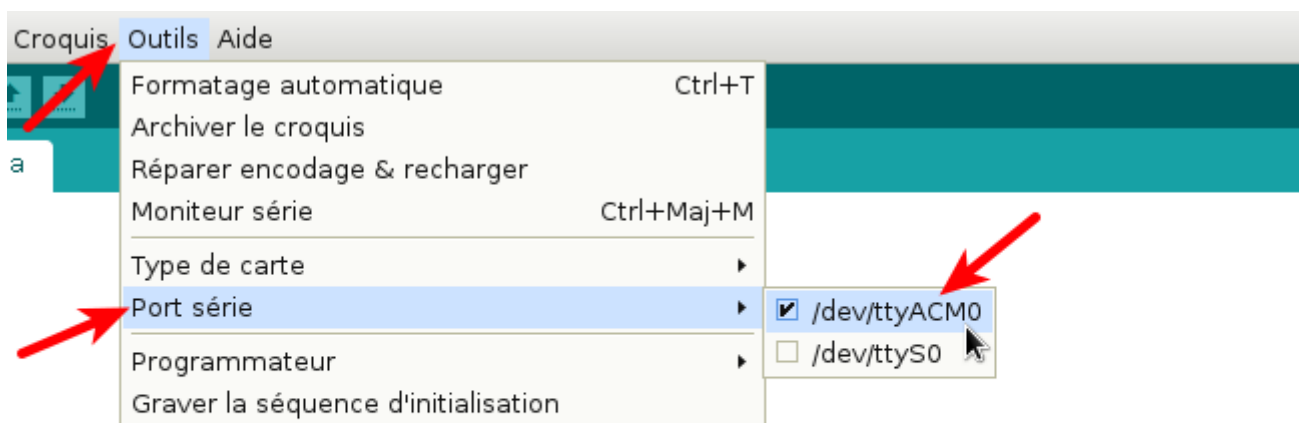 Croquis Outils Aide
Formatage automatique Ctrl+T
Archiver le croquis
a
Réparer encodage & recharger
Moniteur série Ctrl+Maj+M
Type de carte
Port série
/dev/ttyACM0
/dev/ttyS0
Programmateur
Graver la séquence d'initialisation